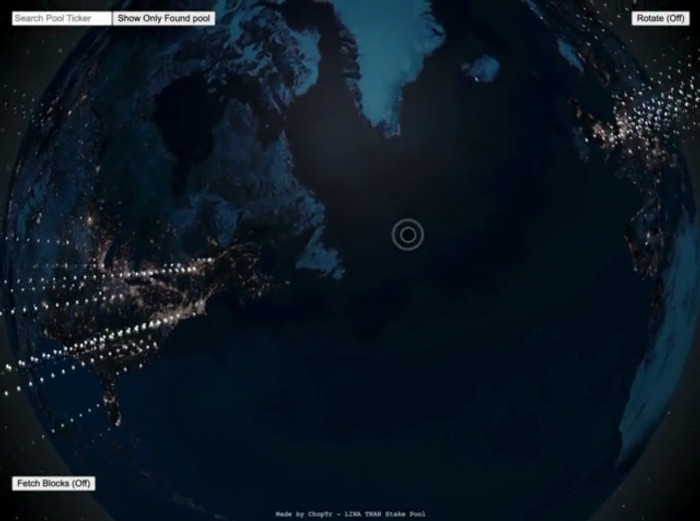 Search Pool Ticker
Show Only Found pool
Rotate (Off)
Fetch Blocks (Off)
Made by ChopTr - LINA TRAN Stake Pool